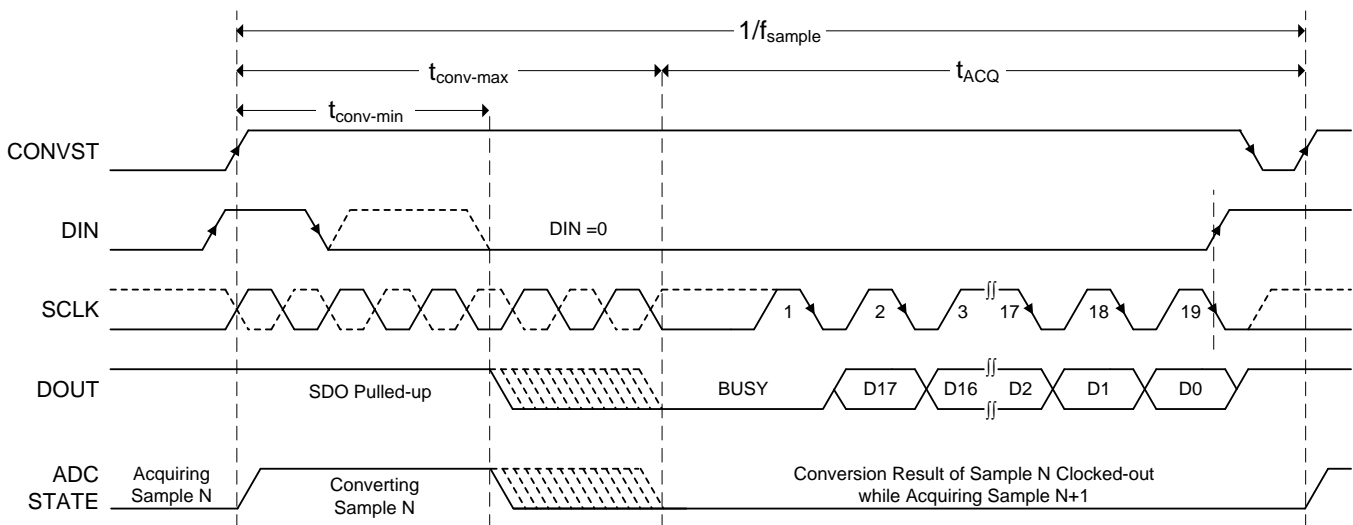 1/fsample
tconv-max
tACQ
tconv-min
CONVST
DIN
DIN =0
SCLK
1
2
3
17
18
19
DOUT
SDO Pulled-up
BUSY
D17
D16
D2
D1
D0
ADC
STATE
Acquiring
Sample N
Converting
Sample N
Conversion Result of Sample N Clocked-out
while Acquiring Sample N+1